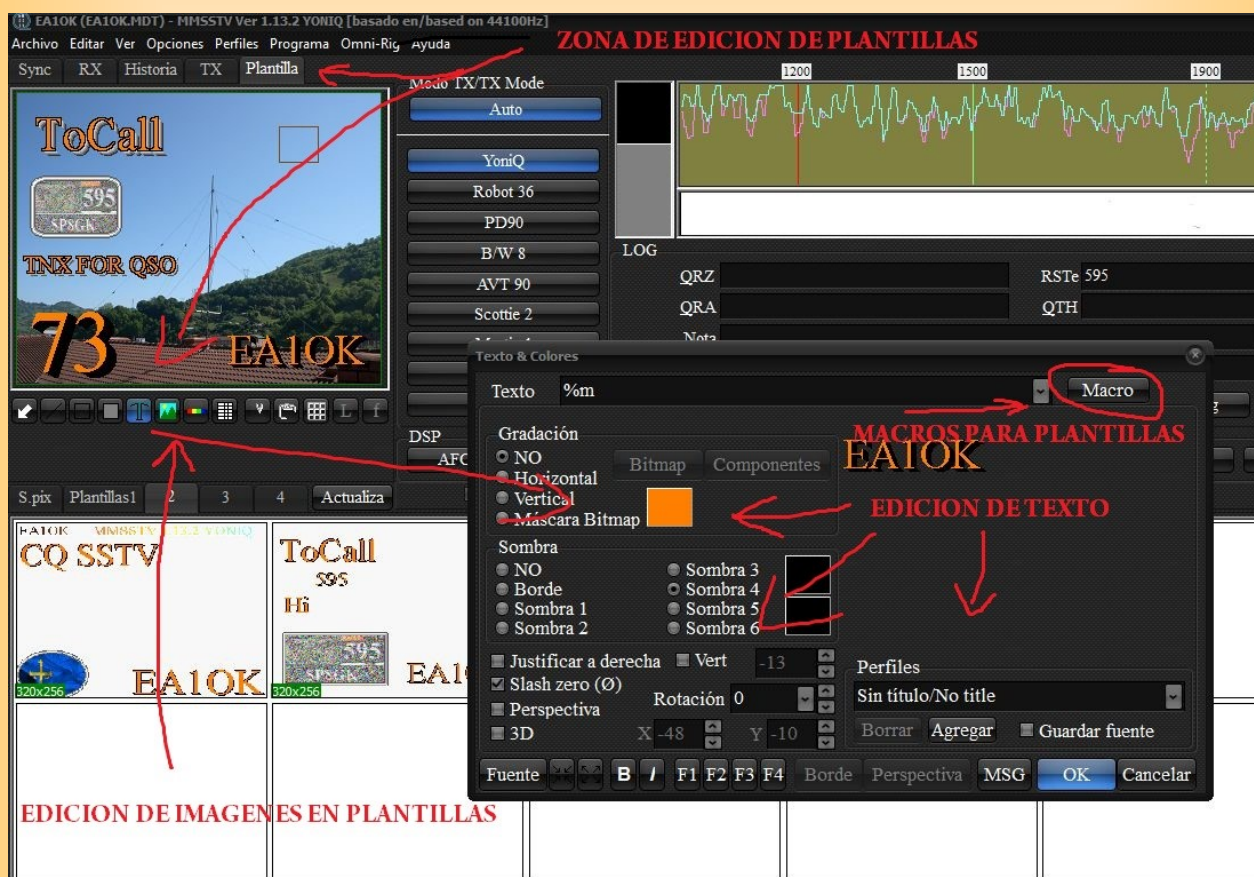 EA1OK (EA1OK.MDT) - MMSSTV Ver 1.13.2 YONIQ [basado en/based on 44100Hz]
Archivo Editar Ver Opciones Perfiles Programa Omni-Rig Ayuda
ZONA DE EDICION DE PLANTILLAS
Sync RX Historia TX Plantilla
Modo TX/TX Mode
1200 1500 1900
Auto
ToCall
YoniQ
595
SPSGK
Robot 36
PD90
TNX FOR QSO
B/W 8
LOG
AVT 90
QRZ
RSTe 595
Scottie 2
QRA
QTH
73
EA1OK
Nota
Texto & Colores
Texto %m
Macro
L f
MACROS PARA PLANTILLAS
DSP
Gradación
NO
Horizontal
Vertical
Máscara Bitmap
Bitmap Componentes
EA1OK
S.pix Plantillas1 2 3 4 Actualiza
EDICION DE TEXTO
EA1OK MMSSTV 1.13.2 YONIQ
CQ SSTV
EA1OK
320x256
ToCall
595
Hi
595
SPSGK
320x256
Sombra
NO
Borde
Sombra 1
Sombra 2
Sombra 3
Sombra 4
Sombra 5
Sombra 6
Justificar a derecha Vert -13
Slash zero (Ø)
Rotación 0
Perspectiva
3D X -48 Y -10
Perfiles
Sin título/No title
Borrar Agregar Guardar fuente
Fuente B I F1 F2 F3 F4 Borde Perspectiva MSG OK Cancelar
EDICION DE IMAGENES EN PLANTILLAS